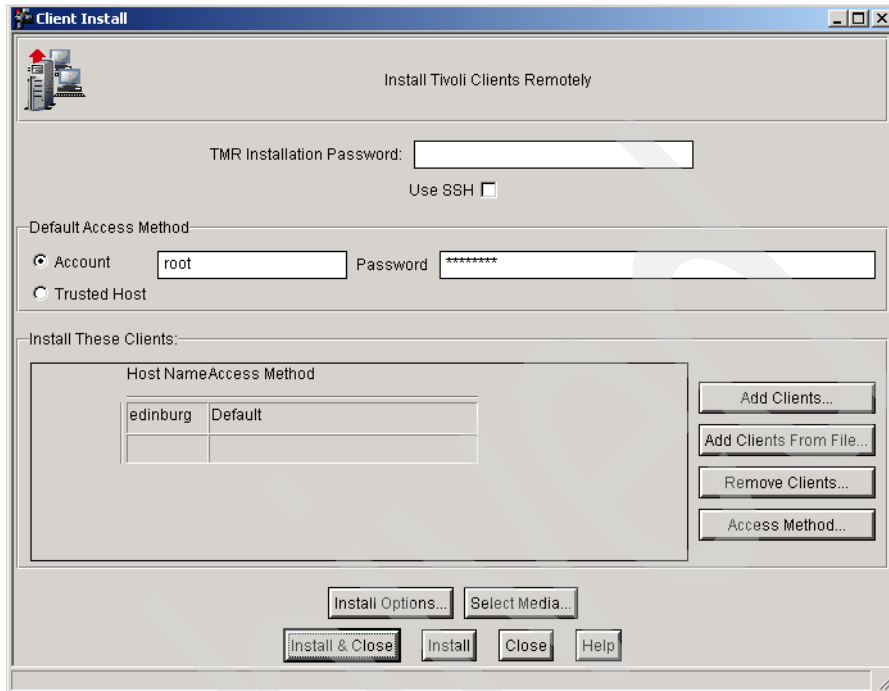 Client Install
Install Tivoli Clients Remotely
TMR Installation Password:
Use SSH
Default Access Method
Account root Password ********
Trusted Host
Install These Clients:
Host NameAccess Method
edinburg Default
Add Clients...
Add Clients From File...
Remove Clients...
Access Method...
Install Options... Select Media...
Install & Close Install Close Help